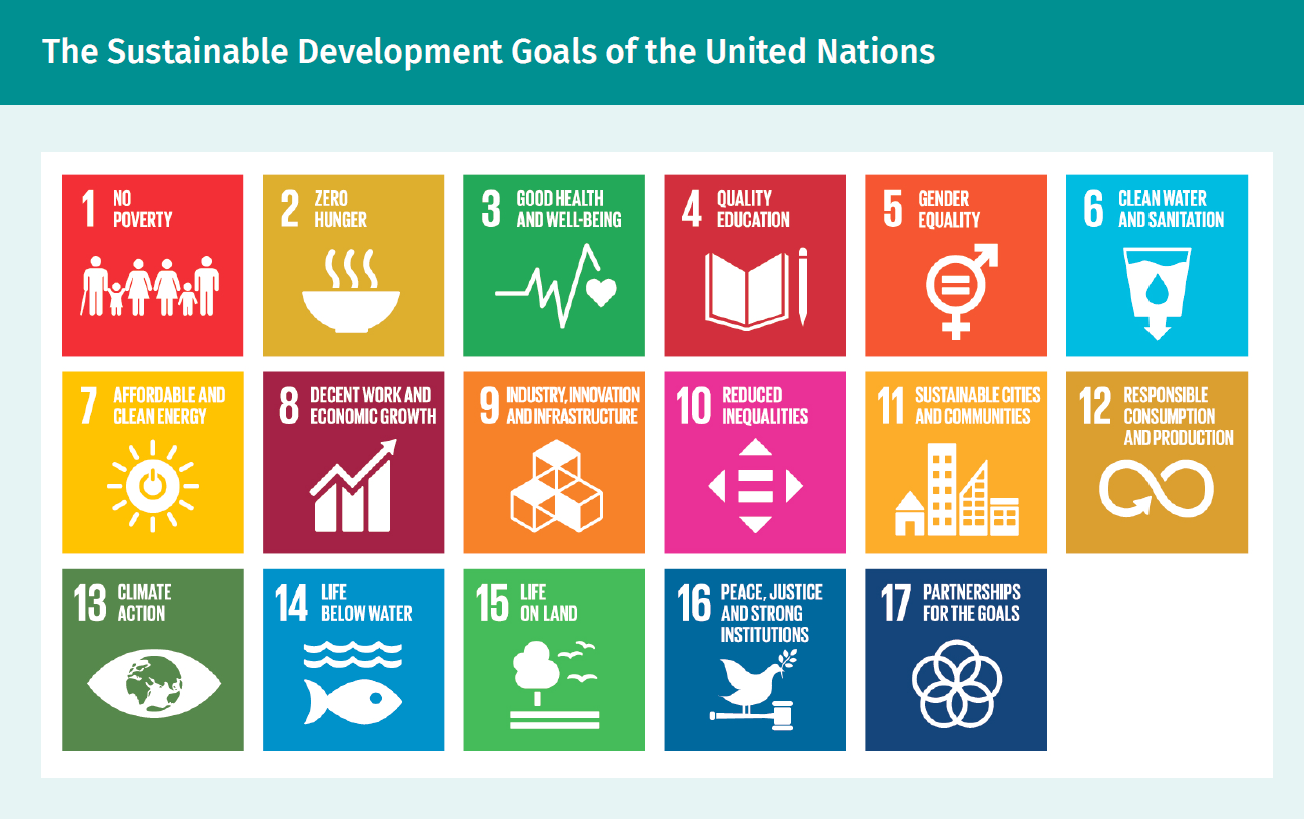 The Sustainable Development Goals of the United Nations
1 NO
POVERTY
2 ZERO
HUNGER
3 GOOD HEALTH
AND WELL-BEING
4 QUALITY
EDUCATION
5 GENDER
EQUALITY
6 CLEAN WATER
AND SANITATION
7 AFFORDABLE AND
CLEAN ENERGY
8 DECENT WORK AND
ECONOMIC GROWTH
9 INDUSTRY, INNOVATION
AND INFRASTRUCTURE
10 REDUCED
INEQUALITIES
11 SUSTAINABLE CITIES
AND COMMUNITIES
12 RESPONSIBLE
CONSUMPTION
AND PRODUCTION
13 CLIMATE
ACTION
14 LIFE
BELOW WATER
15 LIFE
ON LAND
16 PEACE, JUSTICE
AND STRONG
INSTITUTIONS
17 PARTNERSHIPS
FOR THE GOALS